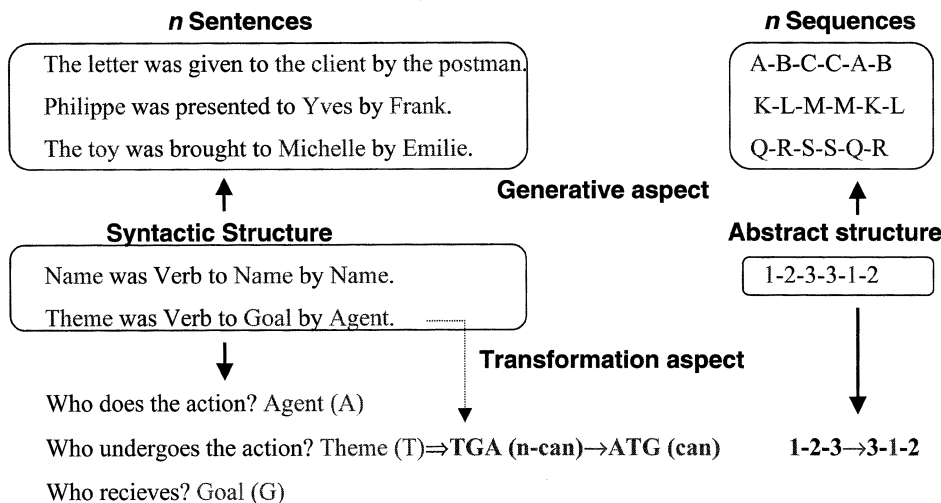 n Sentences
The letter was given to the client by the postman.
Philippe was presented to Yves by Frank.
The toy was brought to Michelle by Emilie.
n Sequences
A-B-C-C-A-B
K-L-M-M-K-L
Q-R-S-S-Q-R
Generative aspect
Syntactic Structure
Name was Verb to Name by Name.
Theme was Verb to Goal by Agent.
Abstract structure
1-2-3-3-1-2
Transformation aspect
Who does the action? Agent (A)
Who undergoes the action? Theme (T)⇒TGA (n-can)→ATG (can)
1-2-3→3-1-2
Who recieves? Goal (G)